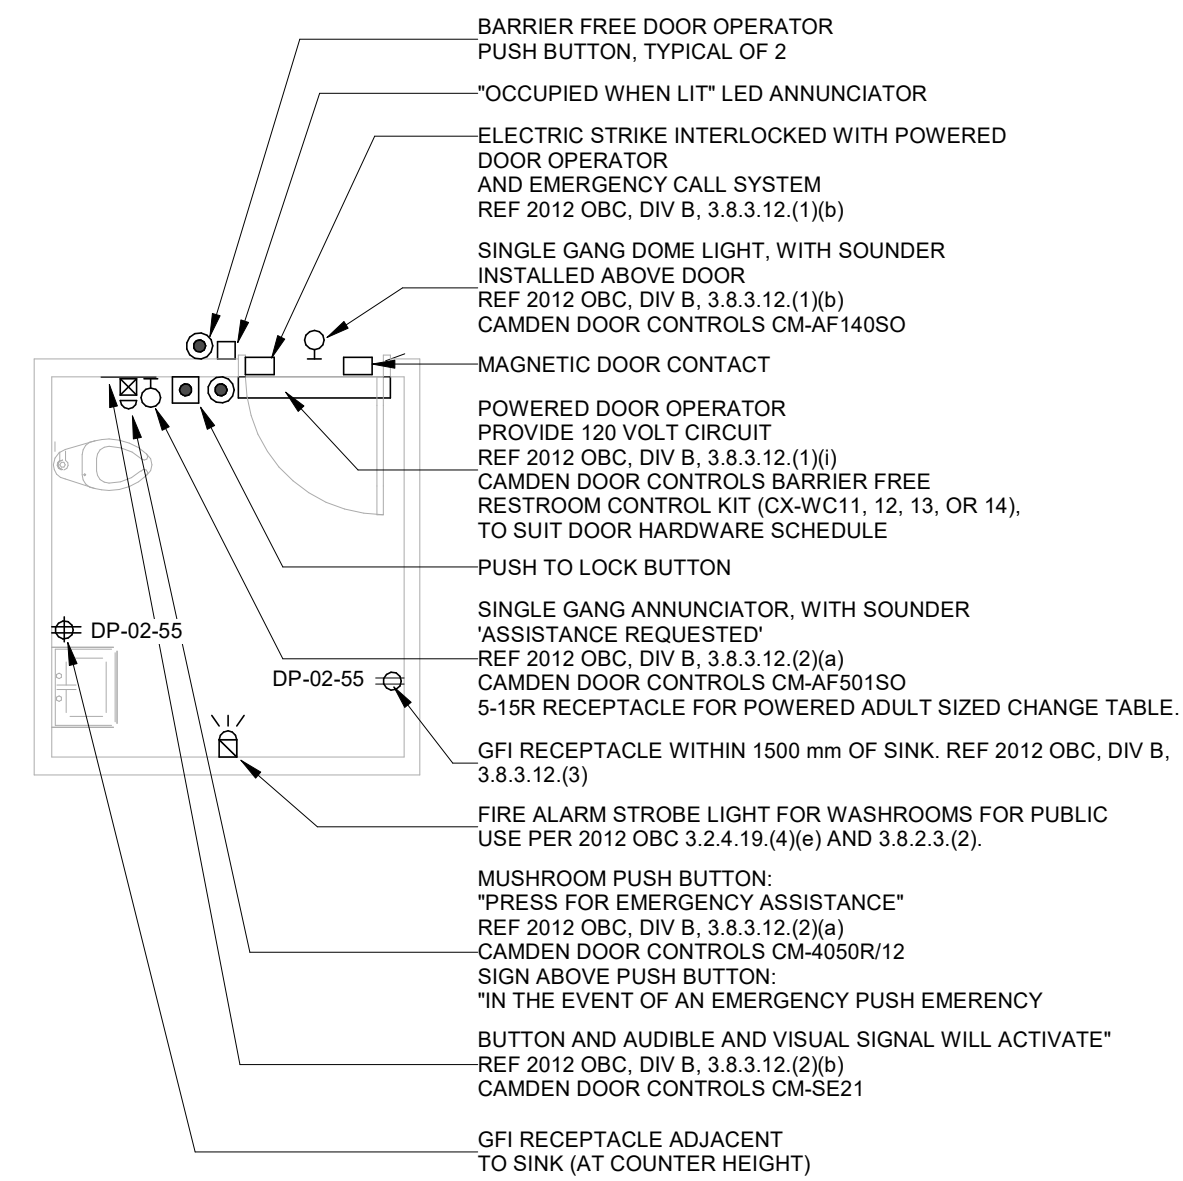 BARRIER FREE DOOR OPERATOR
PUSH BUTTON, TYPICAL OF 2
"OCCUPIED WHEN LIT" LED ANNUNCIATOR
ELECTRIC STRIKE INTERLOCKED WITH POWERED
DOOR OPERATOR
AND EMERGENCY CALL SYSTEM
REF 2012 OBC, DIV B, 3.8.3.12.(1)(b)
SINGLE GANG DOME LIGHT, WITH SOUNDER
INSTALLED ABOVE DOOR
REF 2012 OBC, DIV B, 3.8.3.12.(1)(b)
CAMDEN DOOR CONTROLS CM-AF140SO
MAGNETIC DOOR CONTACT
POWERED DOOR OPERATOR
PROVIDE 120 VOLT CIRCUIT
REF 2012 OBC, DIV B, 3.8.3.12.(1)(i)
CAMDEN DOOR CONTROLS BARRIER FREE
RESTROOM CONTROL KIT (CX-WC11, 12, 13, OR 14),
TO SUIT DOOR HARDWARE SCHEDULE
PUSH TO LOCK BUTTON
SINGLE GANG ANNUNCIATOR, WITH SOUNDER
'ASSISTANCE REQUESTED'
REF 2012 OBC, DIV B, 3.8.3.12.(2)(a)
CAMDEN DOOR CONTROLS CM-AF501SO
5-15R RECEPTACLE FOR POWERED ADULT SIZED CHANGE TABLE.
DP-02-55
DP-02-55
GFI RECEPTACLE WITHIN 1500 mm OF SINK. REF 2012 OBC, DIV B,
3.8.3.12.(3)
FIRE ALARM STROBE LIGHT FOR WASHROOMS FOR PUBLIC
USE PER 2012 OBC 3.2.4.19.(4)(e) AND 3.8.2.3.(2).
MUSHROOM PUSH BUTTON:
"PRESS FOR EMERGENCY ASSISTANCE"
REF 2012 OBC, DIV B, 3.8.3.12.(2)(a)
CAMDEN DOOR CONTROLS CM-4050R/12
SIGN ABOVE PUSH BUTTON:
"IN THE EVENT OF AN EMERGENCY PUSH EMERENCY
BUTTON AND AUDIBLE AND VISUAL SIGNAL WILL ACTIVATE"
REF 2012 OBC, DIV B, 3.8.3.12.(2)(b)
CAMDEN DOOR CONTROLS CM-SE21
GFI RECEPTACLE ADJACENT
TO SINK (AT COUNTER HEIGHT)